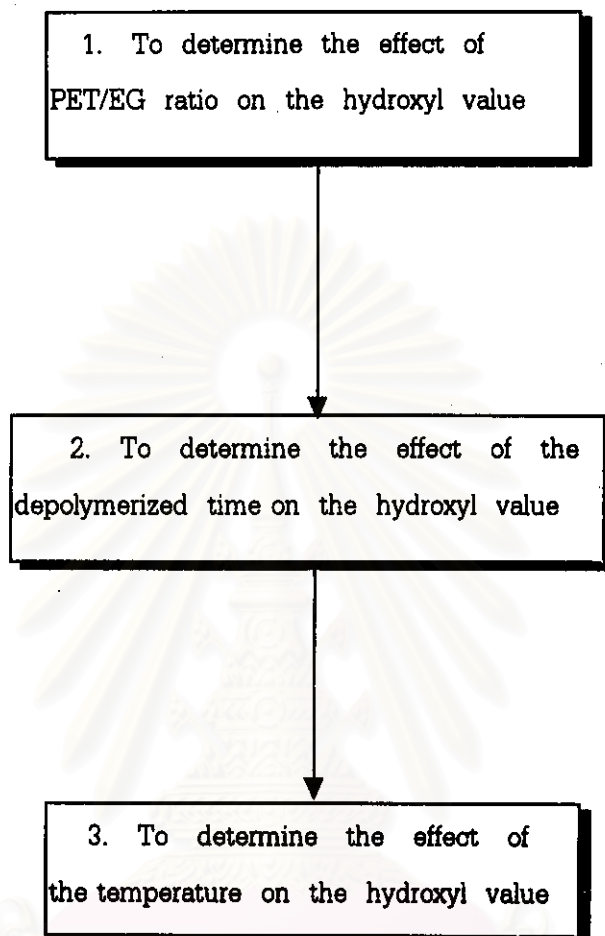 1. To determine the effect of
PET/EG ratio on the hydroxyl value
2. To determine the effect of the
depolymerized time on the hydroxyl value
3. To determine the effect of
the temperature on the hydroxyl value